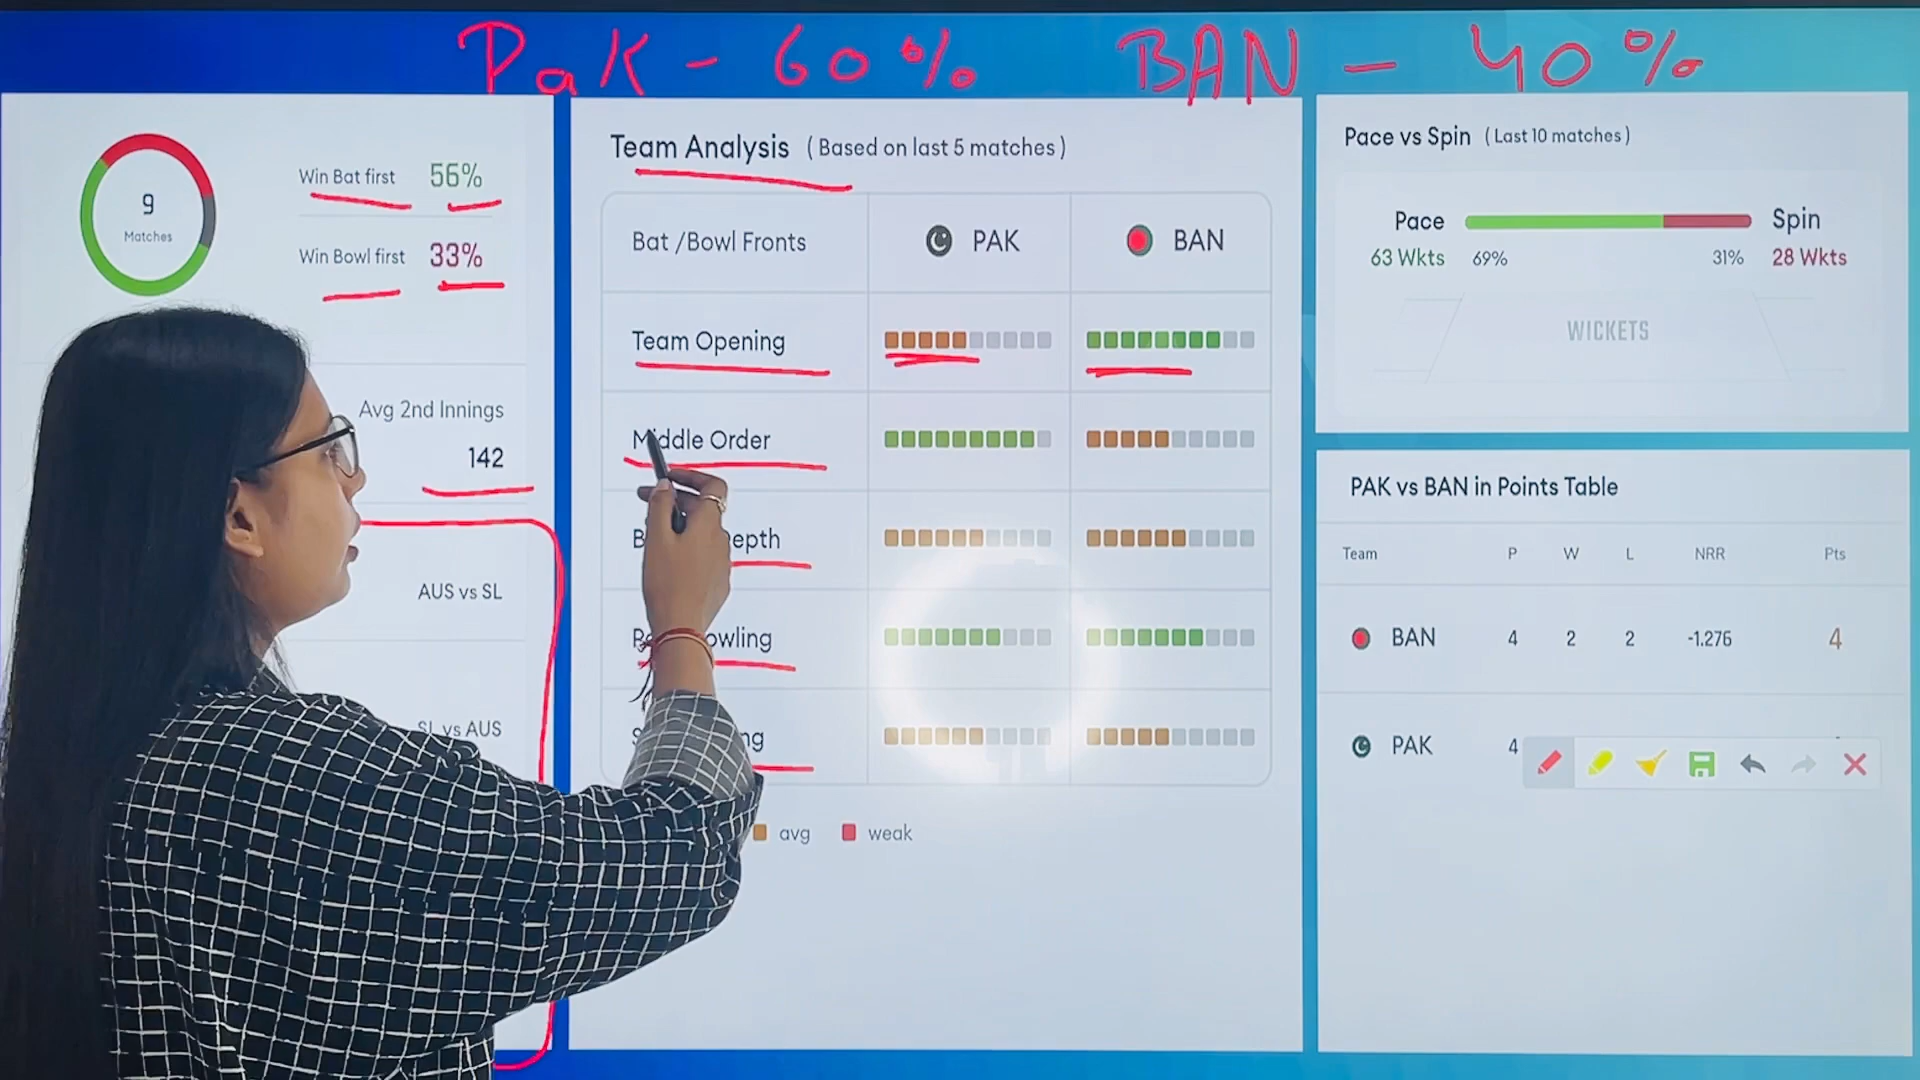 PaK - 60% BAN - 40%
9
Matches
Win Bat first 56%
Win Bowl first 33%
Avg 2nd Innings
142
AUS vs SL
SL vs AUS
Team Analysis ( Based on last 5 matches )
Bat /Bowl Fronts PAK BAN
Team Opening
Middle Order
avg weak
Pace vs Spin ( Last 10 matches )
Pace Spin
63 Wkts 69% 31% 28 Wkts
WICKETS
PAK vs BAN in Points Table
Team P W L NRR Pts
BAN 4 2 2 -1.276 4
PAK 4